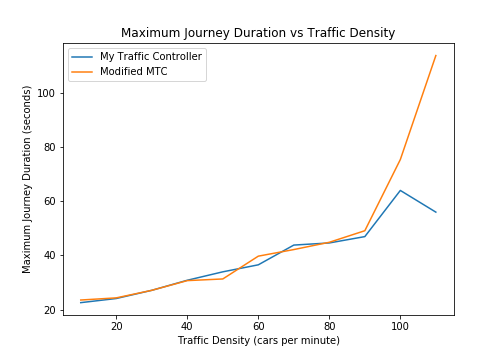 Maximum Journey Duration vs Traffic Density
My Traffic Controller
Modified MTC
Maximum Journey Duration (seconds)
100
80
60
40
20
20 40 60 80 100
Traffic Density (cars per minute)